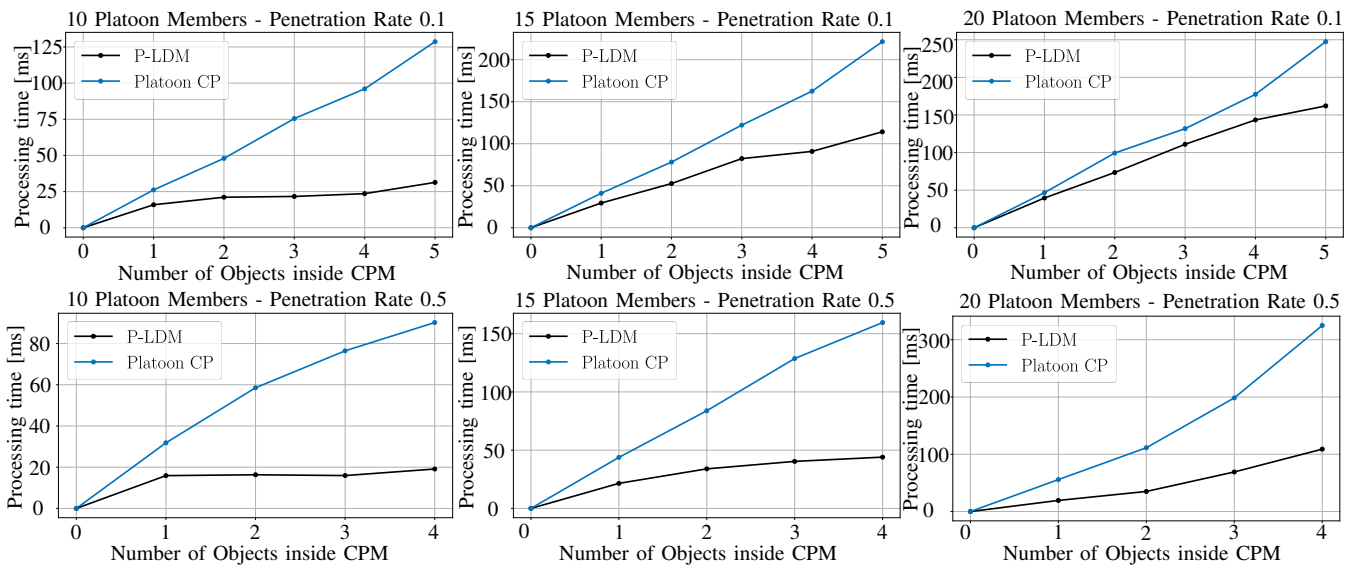 10 Platoon Members - Penetration Rate 0.1
Processing time [ms]
125
100
75
50
25
0
P-LDM
Platoon CP
0 1 2 3 4 5
Number of Objects inside CPM
15 Platoon Members - Penetration Rate 0.1
Processing time [ms]
200
150
100
50
0
P-LDM
Platoon CP
0 1 2 3 4 5
Number of Objects inside CPM
20 Platoon Members - Penetration Rate 0.1
Processing time [ms]
250
200
150
100
50
0
P-LDM
Platoon CP
0 1 2 3 4 5
Number of Objects inside CPM
10 Platoon Members - Penetration Rate 0.5
Processing time [ms]
80
60
40
20
0
P-LDM
Platoon CP
0 1 2 3 4
Number of Objects inside CPM
15 Platoon Members - Penetration Rate 0.5
Processing time [ms]
150
100
50
0
P-LDM
Platoon CP
0 1 2 3 4
Number of Objects inside CPM
20 Platoon Members - Penetration Rate 0.5
Processing time [ms]
300
200
100
0
P-LDM
Platoon CP
0 1 2 3 4
Number of Objects inside CPM